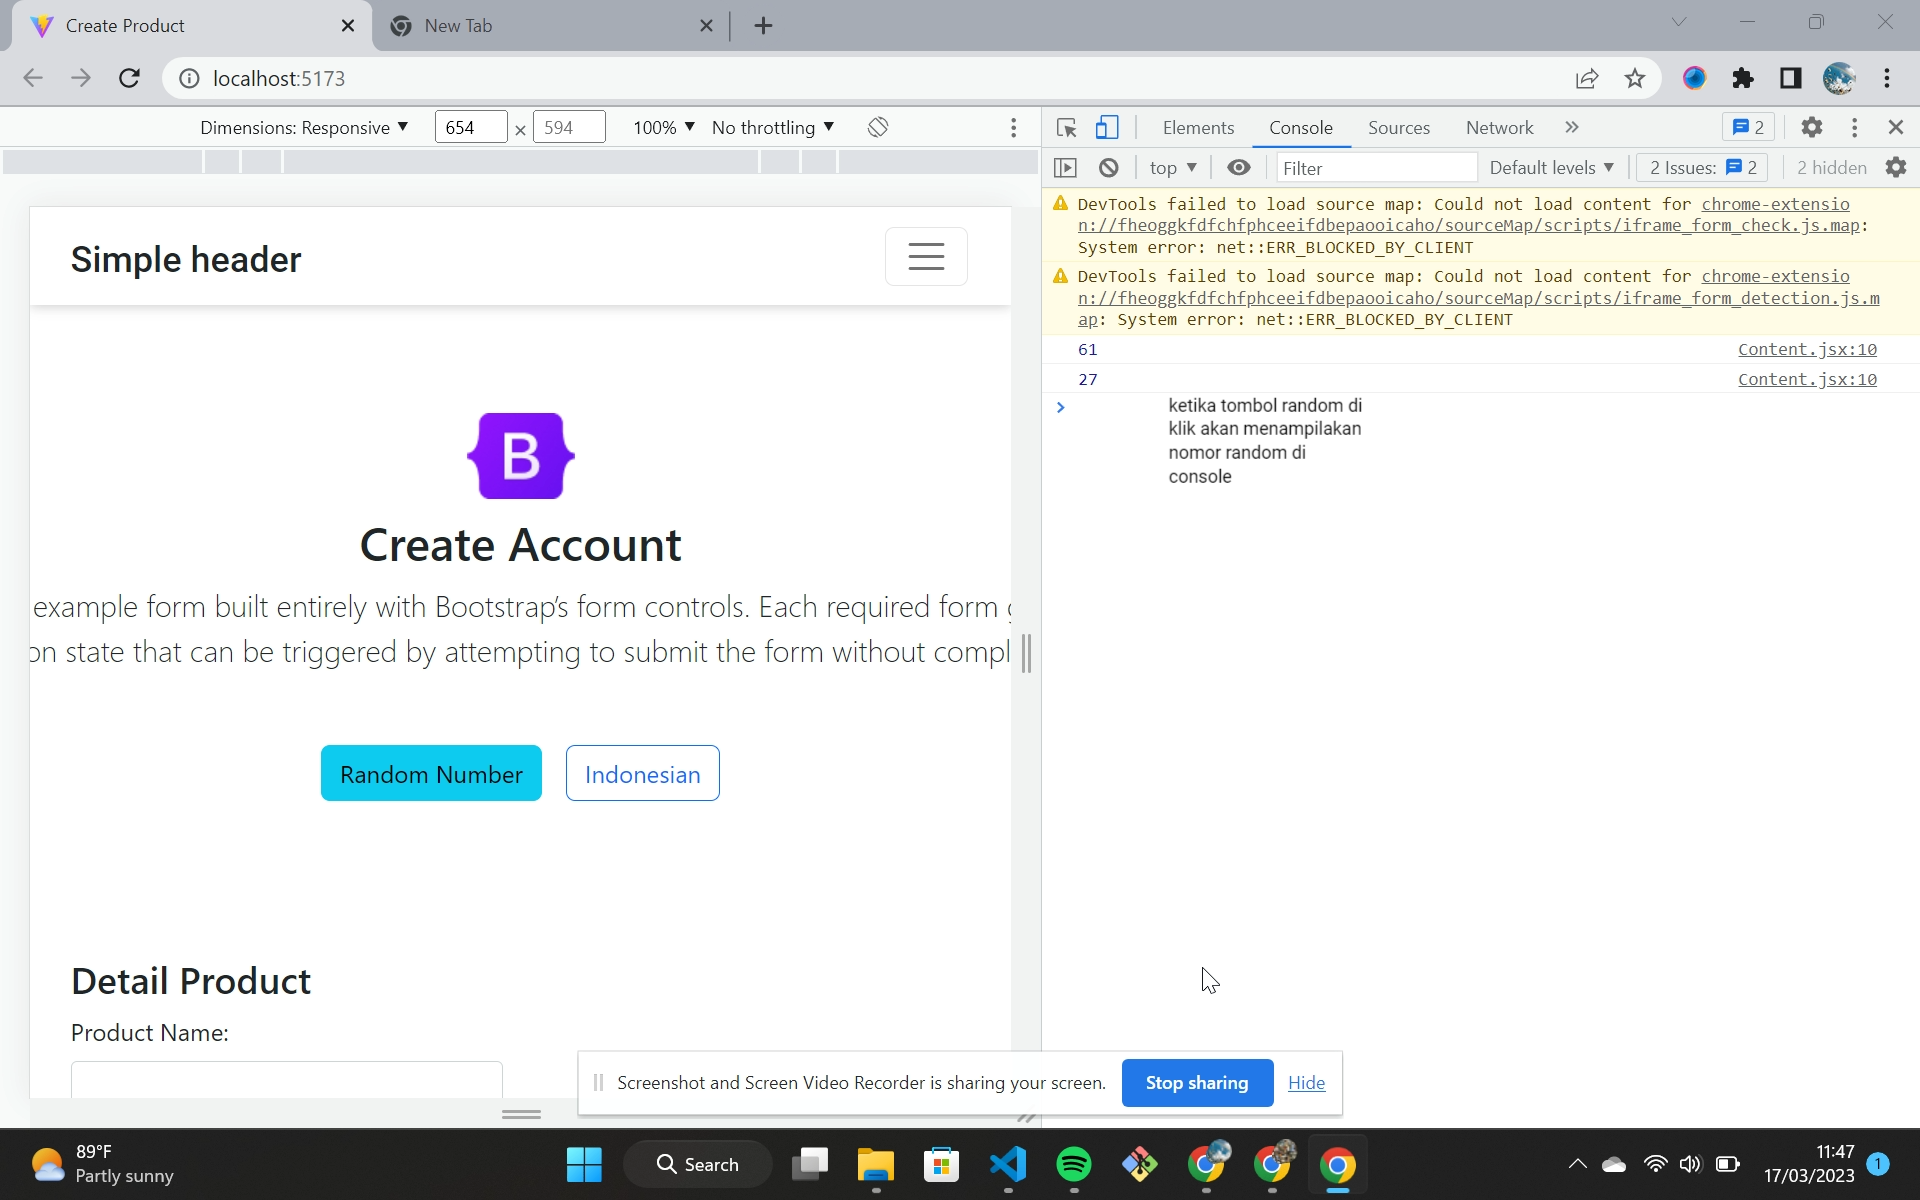 Create Product
New Tab
localhost:5173
Dimensions: Responsive ▼ 654 × 594 100% ▼ No throttling ▼
Elements Console Sources Network » 2
top ▼ Filter Default levels ▼ 2 Issues: 2 2 hidden
DevTools failed to load source map: Could not load content for chrome-extensio
n://fheoggkfdfchfphceeifdbepaooicaho/sourceMap/scripts/iframe_form_check.js.map:
System error: net::ERR_BLOCKED_BY_CLIENT
DevTools failed to load source map: Could not load content for chrome-extensio
n://fheoggkfdfchfphceeifdbepaooicaho/sourceMap/scripts/iframe_form_detection.js.m
ap: System error: net::ERR_BLOCKED_BY_CLIENT
61 Content.jsx:10
27 Content.jsx:10
ketika tombol random di
klik akan menampilakan
nomor random di
console
Simple header
B
Create Account
example form built entirely with Bootstrap's form controls. Each required form
on state that can be triggered by attempting to submit the form without compl
Random Number Indonesian
Detail Product
Product Name:
Screenshot and Screen Video Recorder is sharing your screen. Stop sharing Hide
89°F
Partly sunny
Search
11:47
17/03/2023
1